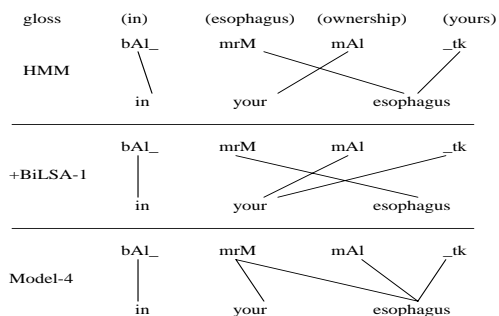 gloss (in) (esophagus) (ownership) (yours)
bAl_ mrM mAl _tk
HMM
in your esophagus
bAl_ mrM mAl _tk
+BiLSA-1
in your esophagus
bAl_ mrM mAl _tk
Model-4
in your esophagus